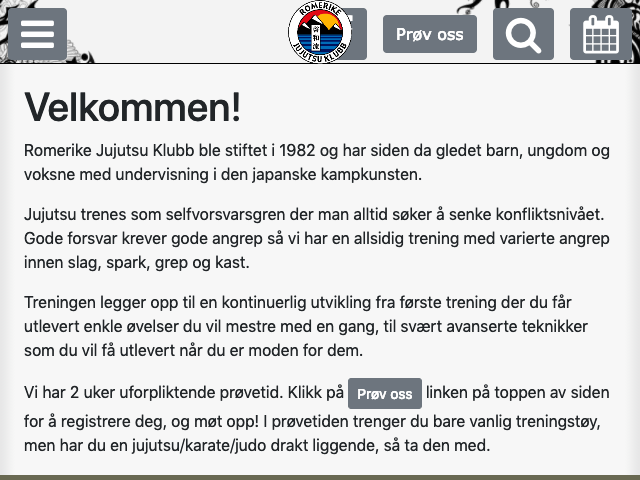 ROMERIKE
JUJUTSU KLUBB
Prøv oss
Velkommen!
Romerike Jujutsu Klubb ble stiftet i 1982 og har siden da gledet barn, ungdom og
voksne med undervisning i den japanske kampkunsten.
Jujutsu trenes som selfvorsvarsgren der man alltid søker å senke konfliktsnivået.
Gode forsvar krever gode angrep så vi har en allsidig trening med varierte angrep
innen slag, spark, grep og kast.
Treningen legger opp til en kontinuerlig utvikling fra første trening der du får
utlevert enkle øvelser du vil mestre med en gang, til svært avanserte teknikker
som du vil få utlevert når du er moden for dem.
Vi har 2 uker uforpliktende prøvetid. Klikk på Prøv oss linken på toppen av siden
for å registrere deg, og møt opp! I prøvetiden trenger du bare vanlig treningstøy,
men har du en jujutsu/karate/judo drakt liggende, så ta den med.